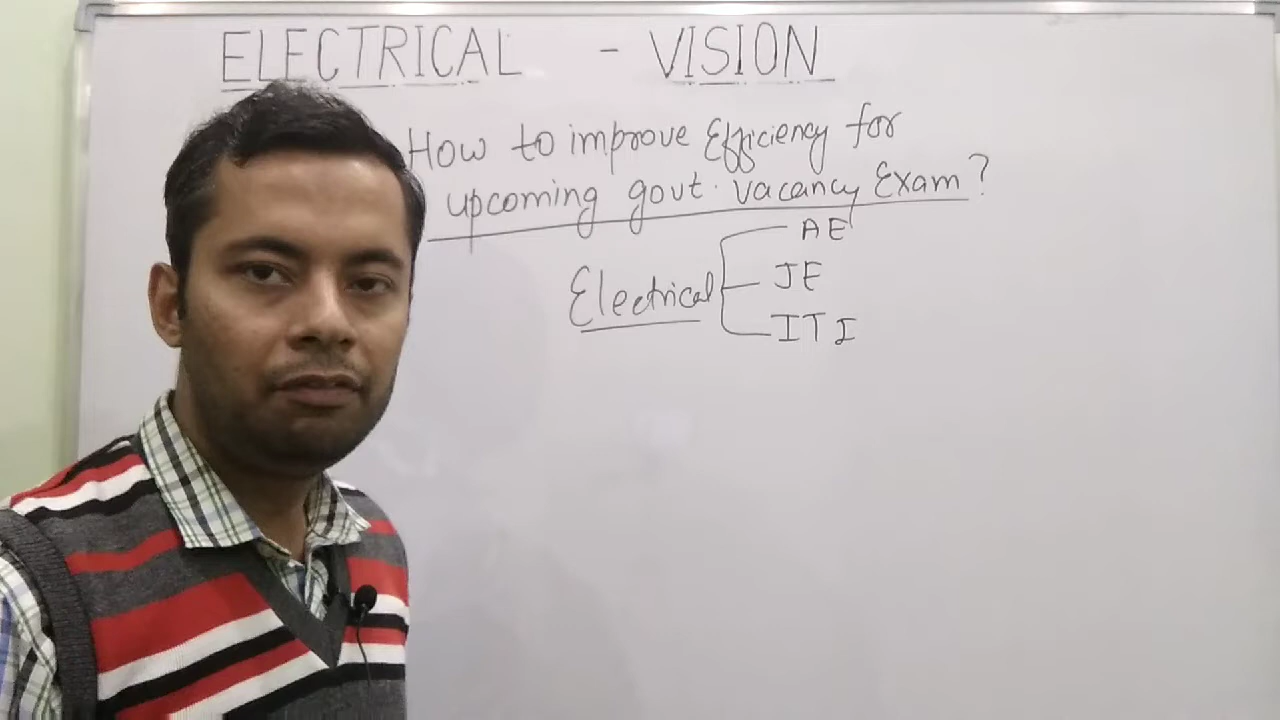 ELECTRICAL - VISION
How to improve Efficiency for
upcoming govt. vacancy Exam?
AE
Electrical JE
ITI